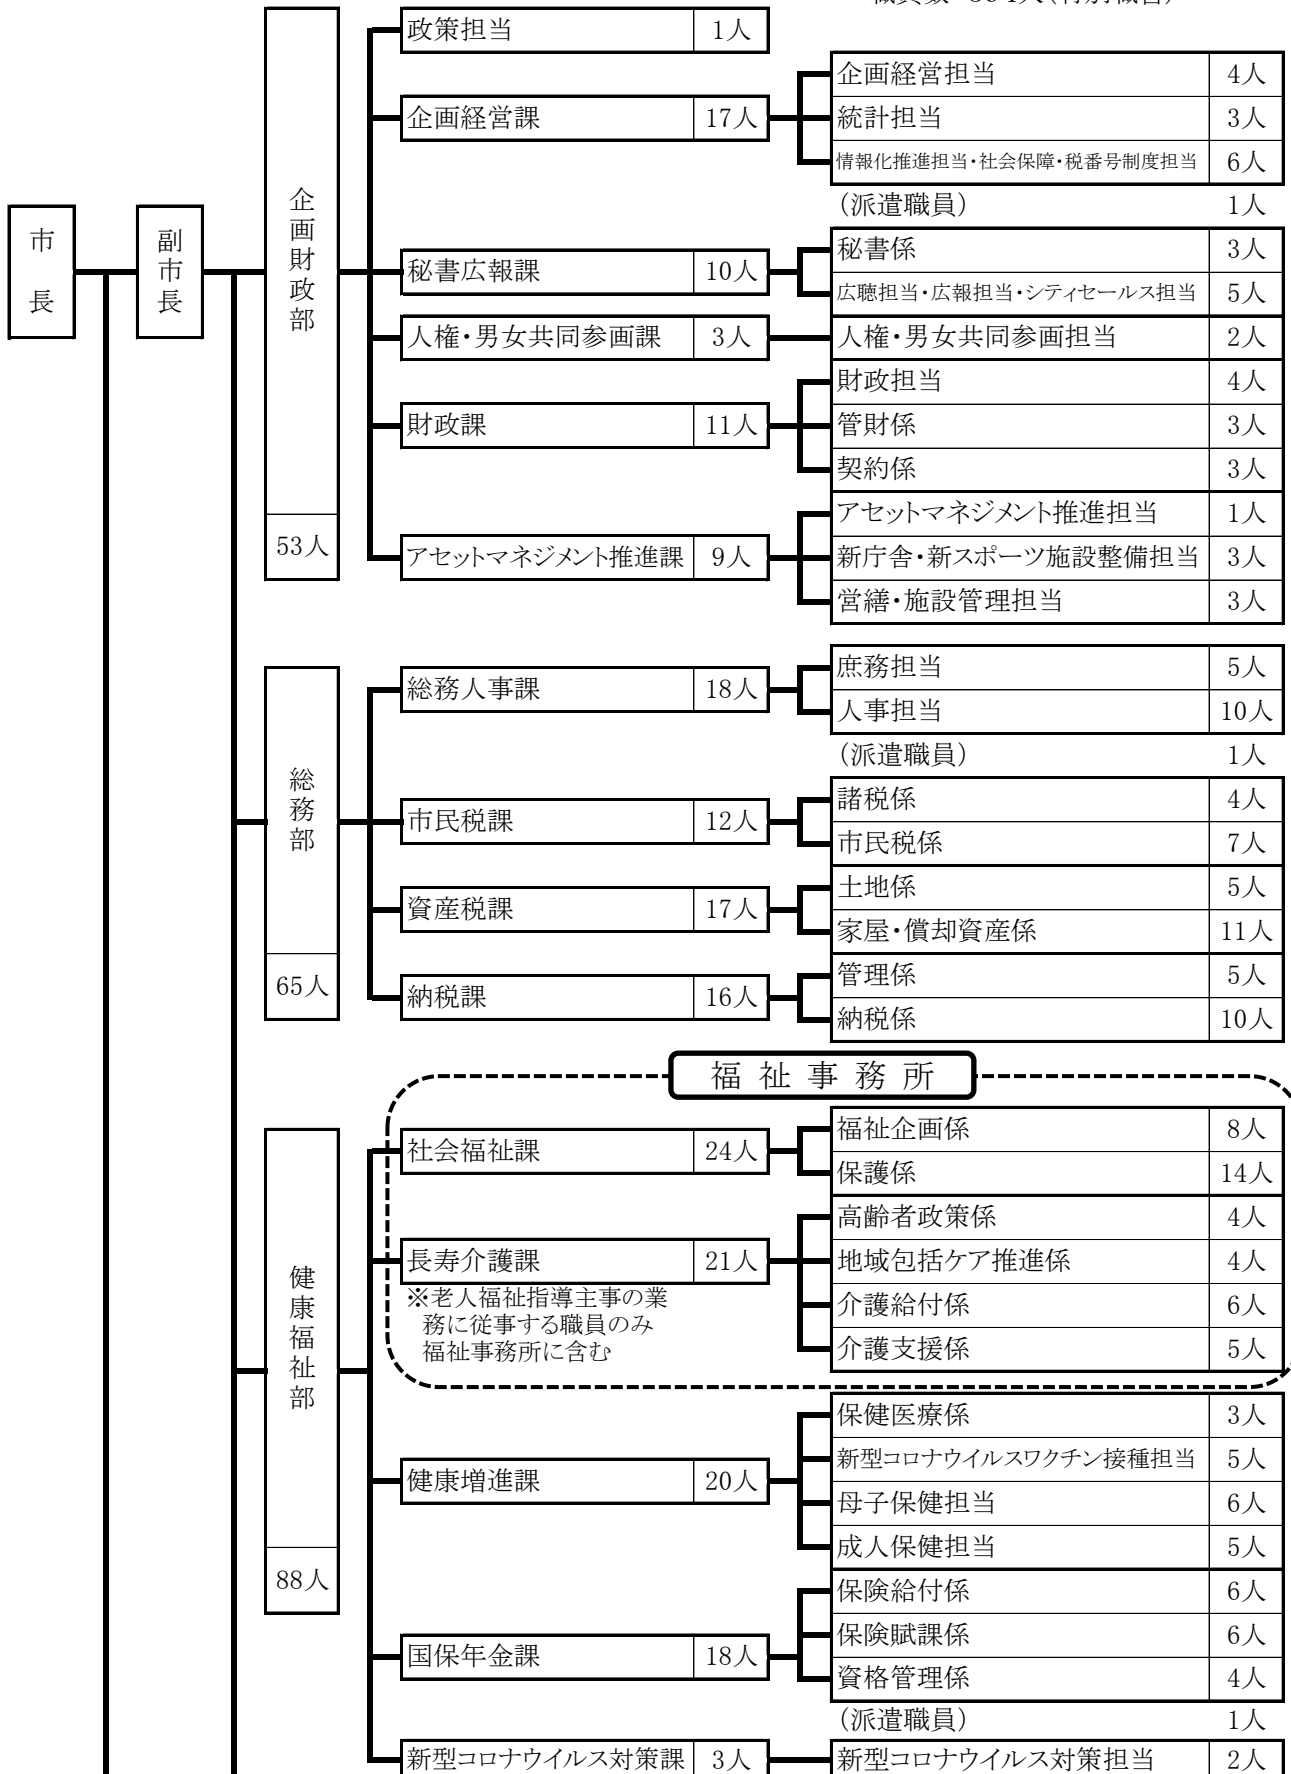 政策担当 1人
企画経営担当 4人
企画経営課 17人 統計担当 3人
情報化推進担当・社会保障・税番号制度担当 6人
(派遣職員) 1人
市長
副市長
企画財政部
秘書係 3人
秘書広報課 10人
広聴担当・広報担当・シティセールス担当 5人
人権・男女共同参画課 3人 人権・男女共同参画担当 2人
財政担当 4人
財政課 11人 管財係 3人
契約係 3人
アセットマネジメント推進担当 1人
53人
アセットマネジメント推進課 9人 新庁舎・新スポーツ施設整備担当 3人
営繕・施設管理担当 3人
庶務担当 5人
総務人事課 18人
人事担当 10人
(派遣職員) 1人
総務部
諸税係 4人
市民税課 12人
市民税係 7人
土地係 5人
資産税課 17人
家屋・償却資産係 11人
65人
管理係 5人
納税課 16人
納税係 10人
福祉事務所
福祉企画係 8人
社会福祉課 24人
保護係 14人
高齢者政策係 4人
長寿介護課 21人 地域包括ケア推進係 4人
※老人福祉指導主事の業
務に従事する職員のみ
福祉事務所に含む
介護給付係 6人
介護支援係 5人
健康福祉部
保健医療係 3人
新型コロナウイルスワクチン接種担当 5人
健康増進課 20人
母子保健担当 6人
成人保健担当 5人
88人
保険給付係 6人
保険賦課係 6人
国保年金課 18人
資格管理係 4人
(派遣職員) 1人
新型コロナウイルス対策課 3人 新型コロナウイルス対策担当 2人